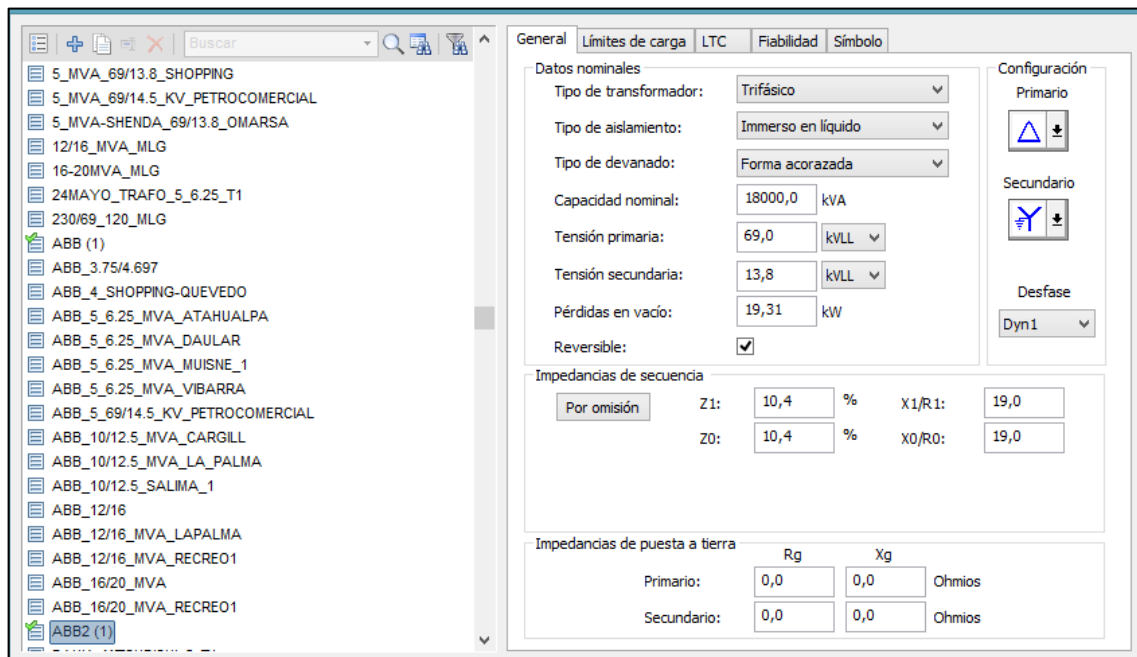 Buscar
5_MVA_69/13.8_SHOPPING
5_MVA_69/14.5_KV_PETROCOMERCIAL
5_MVA-SHENDA_69/13.8_OMARSA
12/16_MVA_MLG
16-20MVA_MLG
24MAYO_TRAFO_5_6.25_T1
230/69_120_MLG
ABB (1)
ABB_3.75/4.697
ABB_4_SHOPPING-QUEVEDO
ABB_5_6.25_MVA_ATAHUALPA
ABB_5_6.25_MVA_DAULAR
ABB_5_6.25_MVA_MUISNE_1
ABB_5_6.25_MVA_VIBARRA
ABB_5_69/14.5_KV_PETROCOMERCIAL
ABB_10/12.5_MVA_CARGILL
ABB_10/12.5_MVA_LA_PALMA
ABB_10/12.5_SALIMA_1
ABB_12/16
ABB_12/16_MVA_LAPALMA
ABB_12/16_MVA_RECREO1
ABB_16/20_MVA
ABB_16/20_MVA_RECREO1
ABB2 (1)
General Límites de carga LTC Fiabilidad Símbolo
Datos nominales
Tipo de transformador: Trifásico
Tipo de aislamiento: Immerso en líquido
Tipo de devanado: Forma acorazada
Capacidad nominal: 18000,0 kVA
Tensión primaria: 69,0 kVLL
Tensión secundaria: 13,8 kVLL
Pérdidas en vacío: 19,31 kW
Reversible:
Configuración
Primario
Secundario
Desfase
Dyn1
Impedancias de secuencia
Por omisión Z1: 10,4 % X1/R1: 19,0
Z0: 10,4 % X0/R0: 19,0
Impedancias de puesta a tierra
Rg Xg
Primario: 0,0 0,0 Ohmios
Secundario: 0,0 0,0 Ohmios